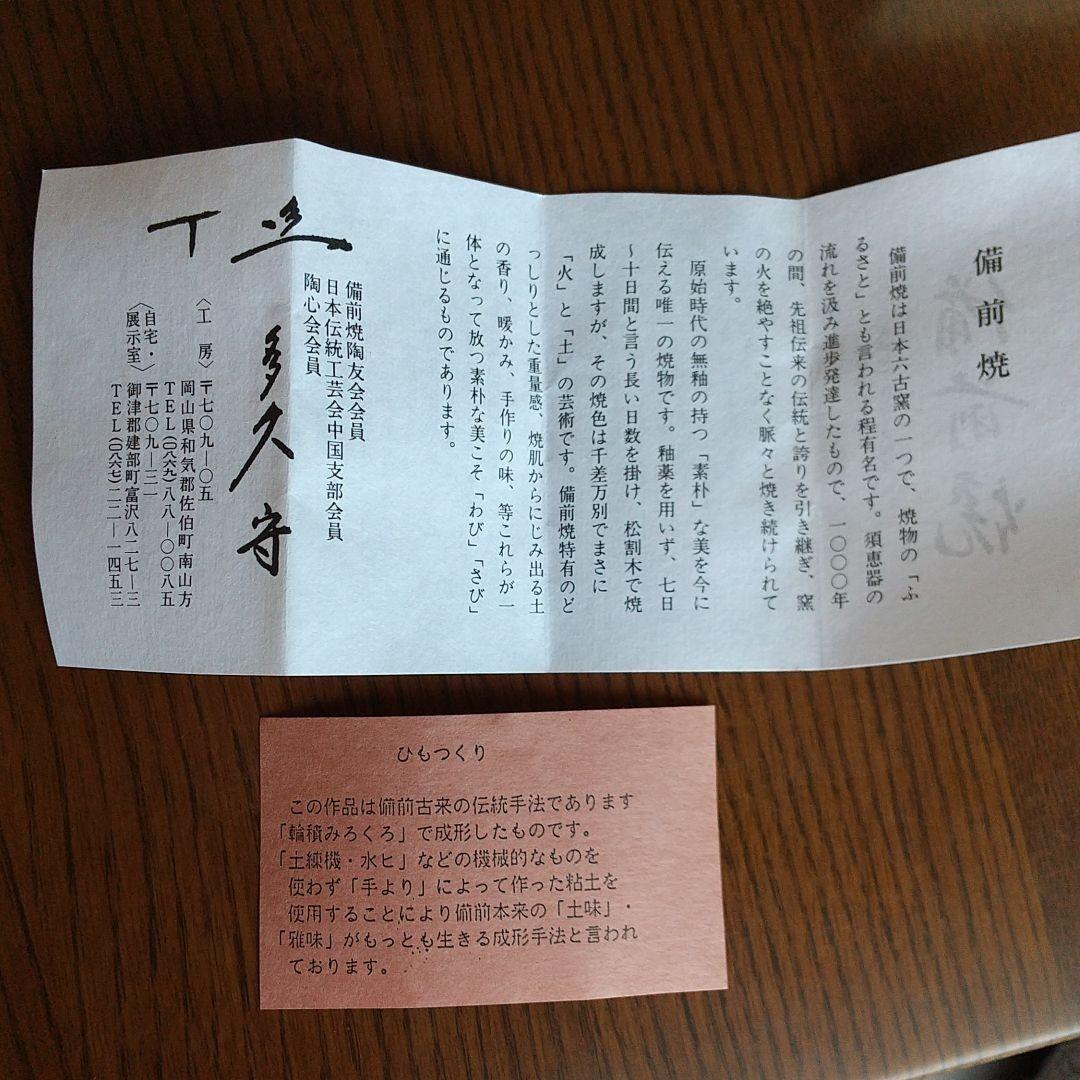 備前焼
備前焼は日本六古窯の一つで、焼物の「ふ
るさと」とも言われる程有名です。須恵器の
流れを汲み進歩発達したもので、一〇〇〇年
の間、先祖伝来の伝統と誇りを引き継ぎ、窯
の火を絶やすことなく脈々と焼き続けられて
います。
原始時代の無釉の持つ「素朴」な美を今に
伝える唯一の焼物です。釉薬を用いず、七日
～十日間と言う長い日数を掛け、松割木で焼
成しますが、その焼色は千差万別でまさに
「火」と「土」の芸術です。備前焼特有のど
っしりとした重量感、焼肌からにじみ出る土
の香り、暖かみ、手作りの味、等これらが一
体となって放つ素朴な美こそ「わび」「さび」
に通じるものであります。
備前焼陶友会会員
日本伝統工芸会中国支部会員
陶心会会員
多久守
〈工　房〉〒七〇九―〇五
岡山県和気郡佐伯町南山方
TEL(〇八六九)八八―〇〇八五
〈自宅・展示室〉〒七〇九―三一
御津郡建部町富沢八二七―三
TEL(〇八六七)二二―一四五三
ひもつくり
この作品は備前古来の伝統手法であります
「輪積みろくろ」で成形したものです。
「土練機・水ヒ」などの機械的なものを
使わず「手より」によって作った粘土を
使用することにより備前本来の「土味」・
「雅味」がもっとも生きる成形手法と言われ
ております。